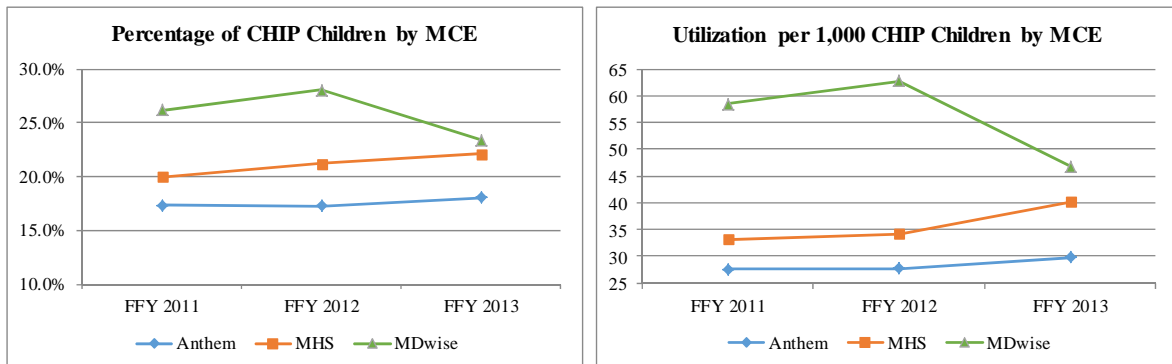 Percentage of CHIP Children by MCE
30.0%
25.0%
20.0%
15.0%
10.0%
FFY 2011 FFY 2012 FFY 2013
Anthem MHS MDwise
Utilization per 1,000 CHIP Children by MCE
65
60
55
50
45
40
35
30
25
FFY 2011 FFY 2012 FFY 2013
Anthem MHS MDwise